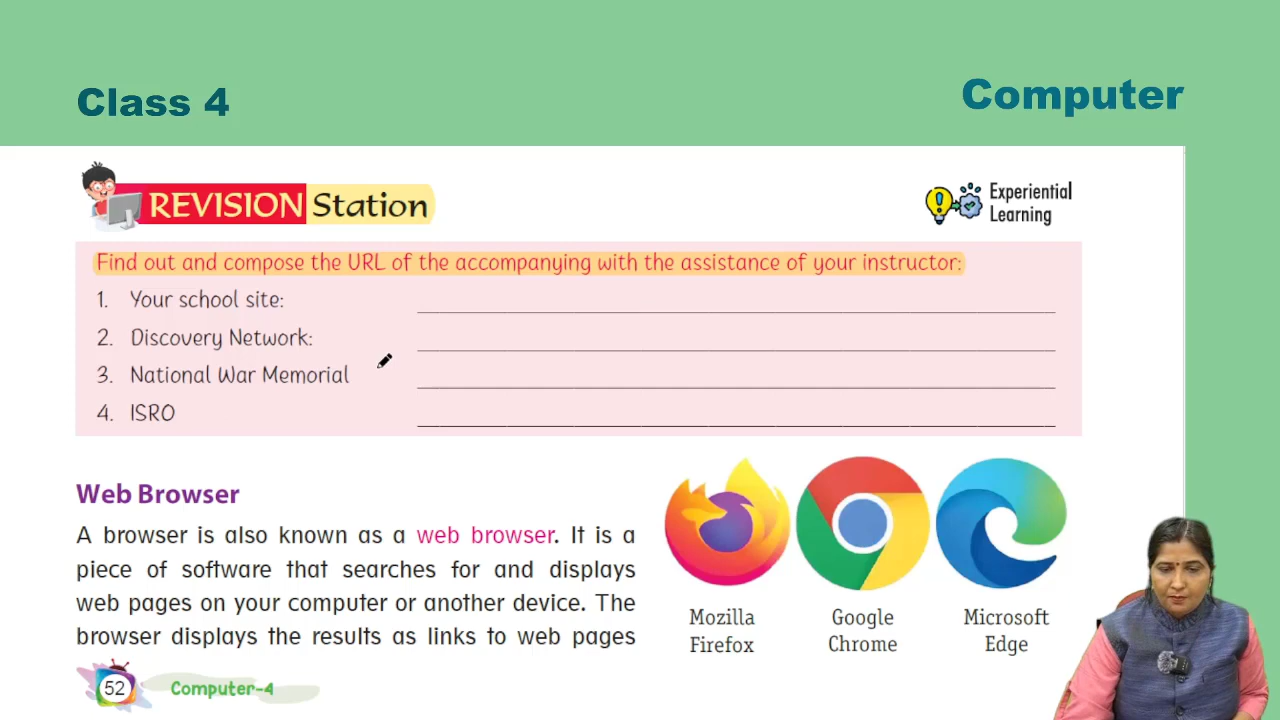 Class 4
Computer
REVISION Station
Experiential
Learning
Find out and compose the URL of the accompanying with the assistance of your instructor:
1. Your school site:
2. Discovery Network:
3. National War Memorial
4. ISRO
Web Browser
A browser is also known as a web browser. It is a
piece of software that searches for and displays
web pages on your computer or another device. The
browser displays the results as links to web pages
Mozilla
Firefox
Google
Chrome
Microsoft
Edge
52
Computer-4